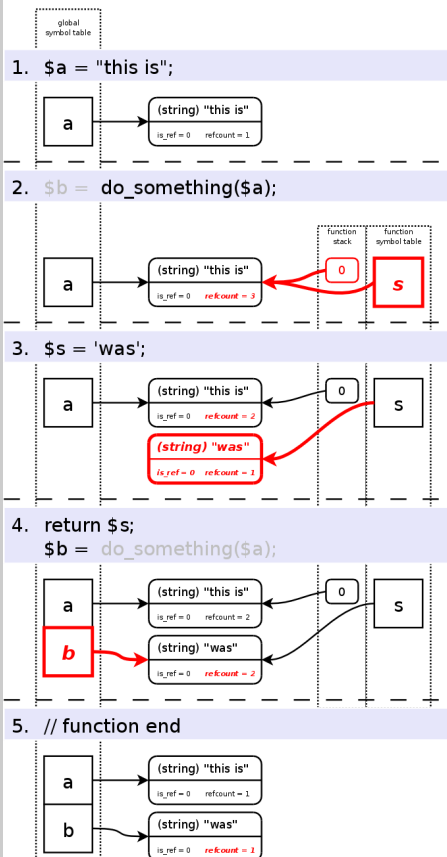 global
symbol table
1. $a = "this is";
a
(string) "this is"
is_ref = 0 refcount = 1
2. $b = do_something($a);
function
stack
function
symbol table
a
(string) "this is"
0
s
is_ref = 0 refcount = 3
3. $s = 'was';
a
(string) "this is"
0
s
is_ref = 0 refcount = 2
(string) "was"
is_ref = 0 refcount = 1
4. return $s;
$b = do_something($a);
a
(string) "this is"
0
s
is_ref = 0 refcount = 2
b
(string) "was"
is_ref = 0 refcount = 2
5. // function end
a
(string) "this is"
is_ref = 0 refcount = 1
b
(string) "was"
is_ref = 0 refcount = 1